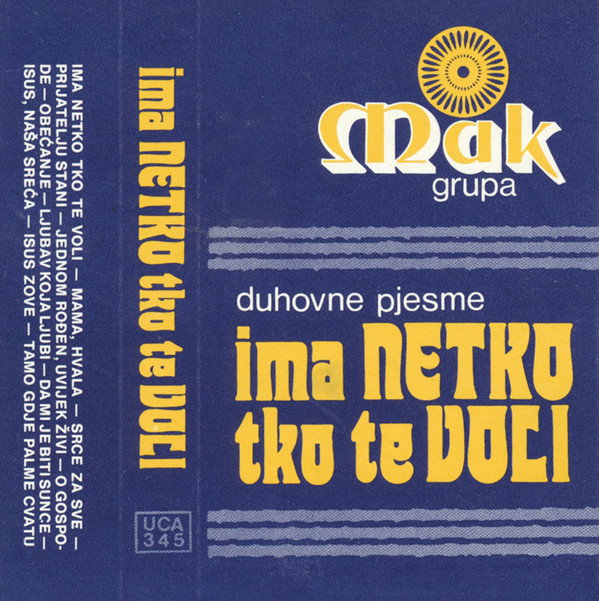 IMA NETKO TKO TE VOLI — MAMA, HVALA — SRCE ZA SVE —
PRIJATELJU STANI — JEDNOM ROĐEN, UVIJEK ŽIVI — O GOSPO-
DE — OBEĆANJE — LJUBAV KOJA LJUBI — DA MI JE BITI SUNCE —
ISUS, NAŠA SREĆA — ISUS ZOVE — TAMO GDJE PALME CVATU
ima NETKO tko te VOLI
UCA
345
Mak
grupa
duhovne pjesme
ima NETKO
tko te VOLI